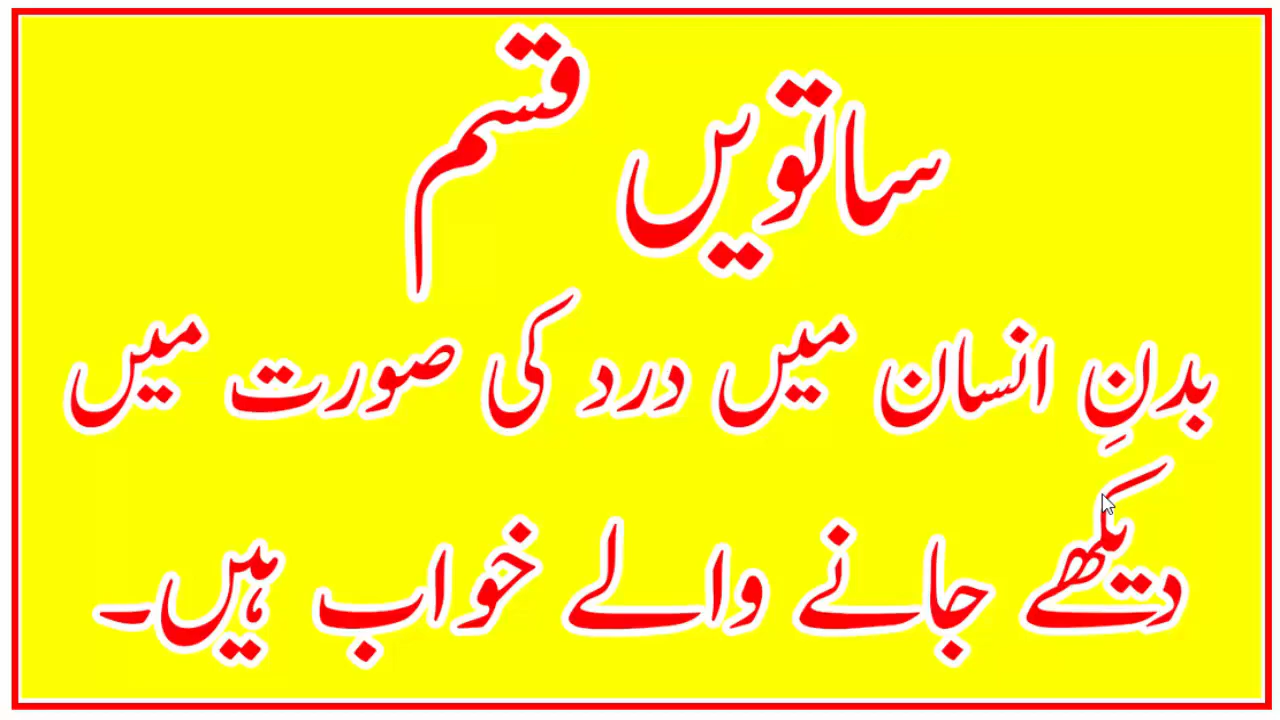 ساتویں قسم
بدنِ انسان میں درد کی صورت میں
دیکھے جانے والے خواب ہیں۔